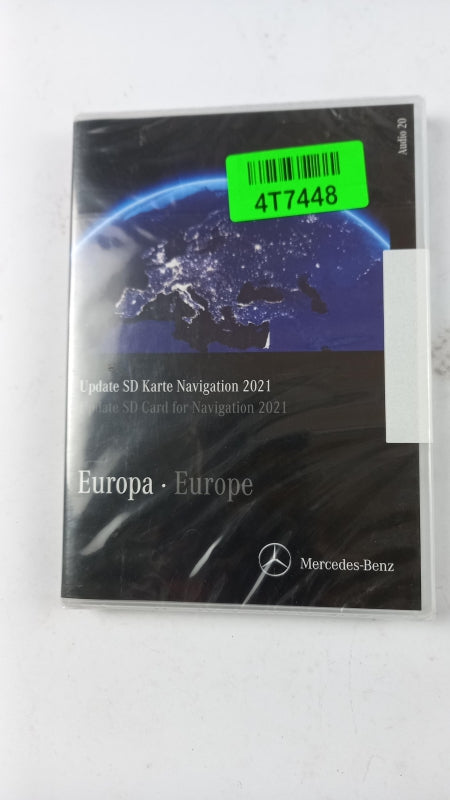 Audio 20
4T7448
Update SD Karte Navigation 2021
Update SD Card for Navigation 2021
Europa · Europe
Mercedes-Benz